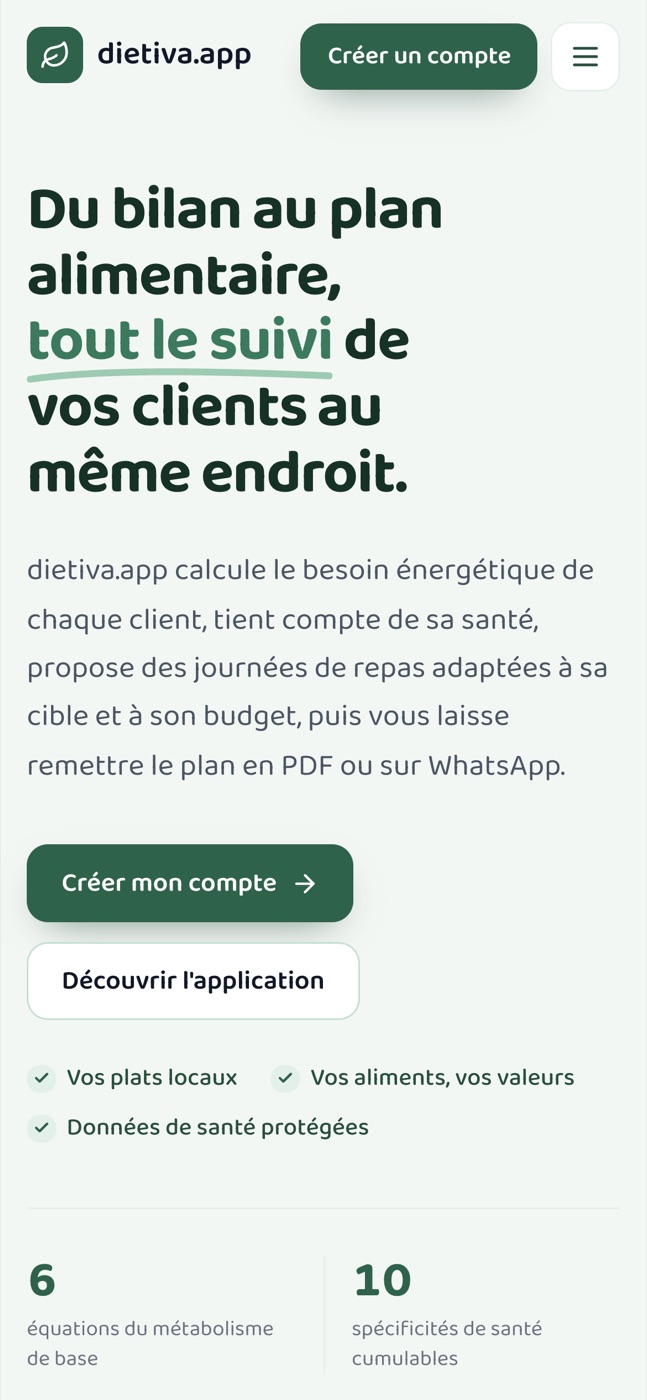 dietiva.app
Créer un compte
Du bilan au plan
alimentaire,
tout le suivi de
vos clients au
même endroit.
dietiva.app calcule le besoin énergétique de
chaque client, tient compte de sa santé,
propose des journées de repas adaptées à sa
cible et à son budget, puis vous laisse
remettre le plan en PDF ou sur WhatsApp.
Créer mon compte
Découvrir l'application
Vos plats locaux
Vos aliments, vos valeurs
Données de santé protégées
6
équations du métabolisme
de base
10
spécificités de santé
cumulables